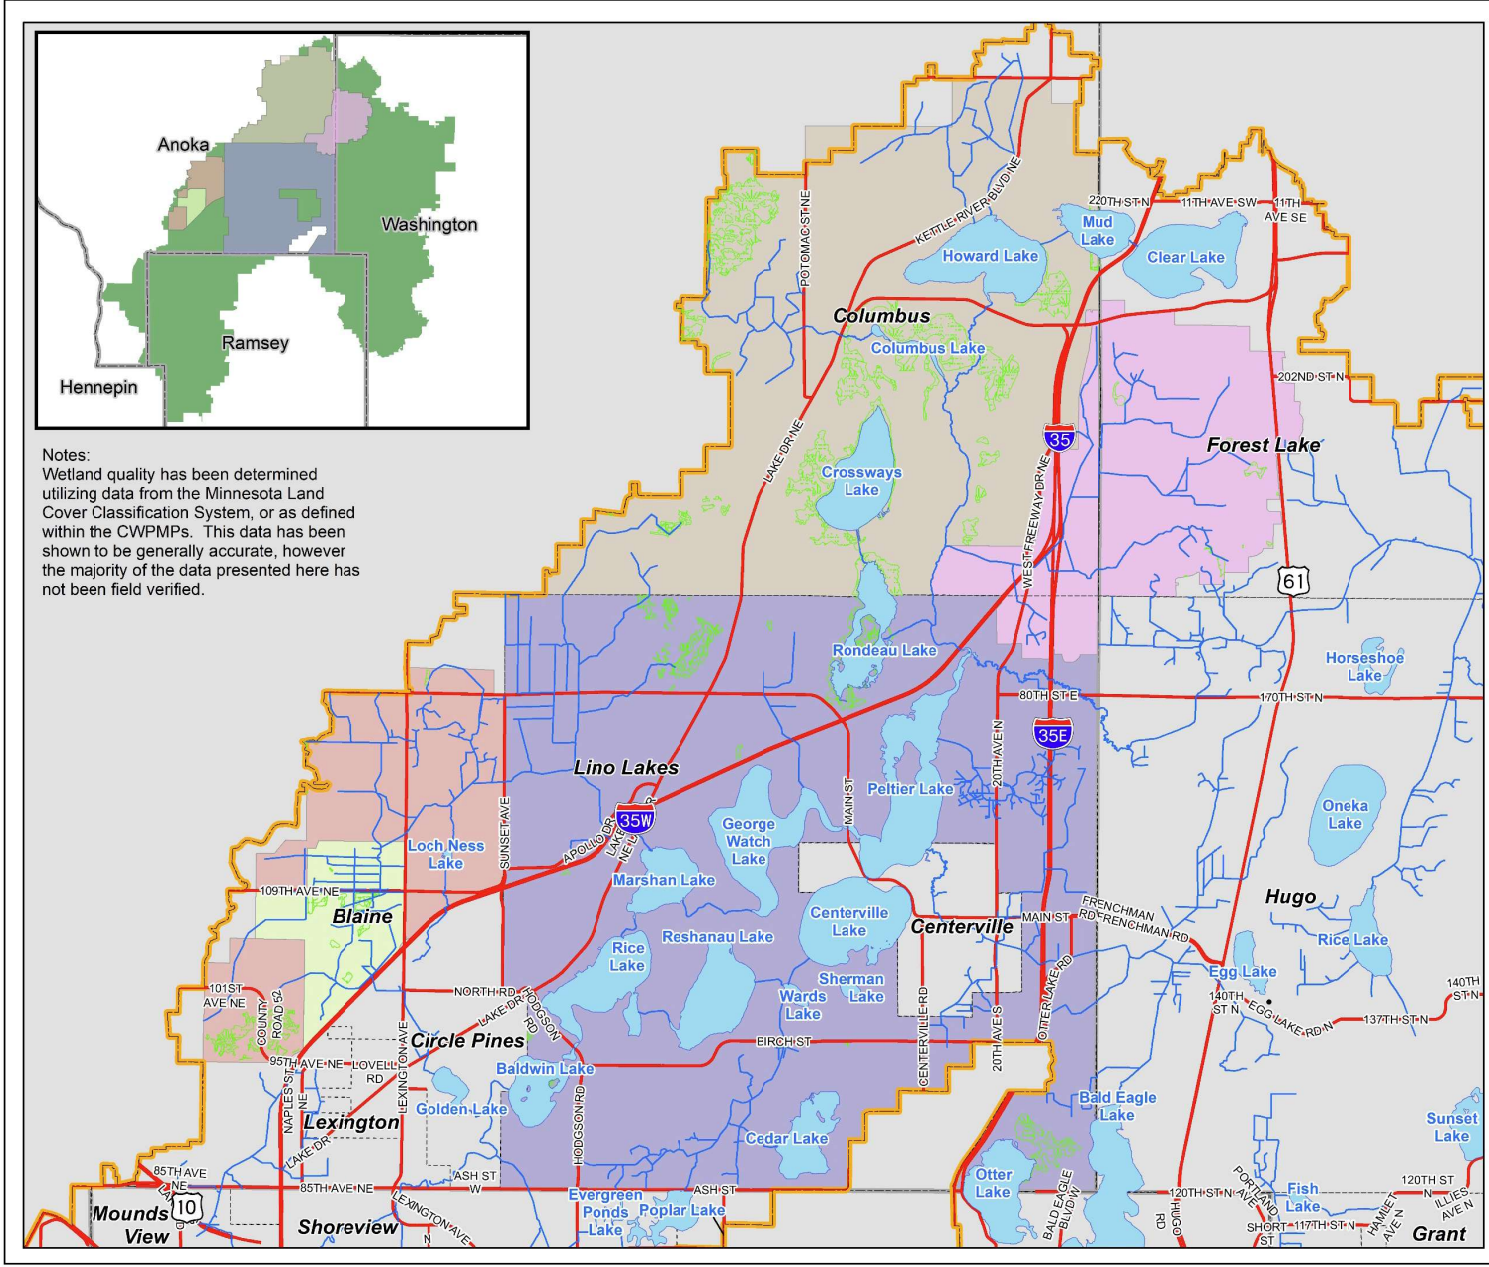 Anoka
Washington
Ramsey
Hennepin
Notes:
Wetland quality has been determined
utilizing data from the Minnesota Land
Cover Classification System, or as defined
within the CWPMPs. This data has been
shown to be generally accurate, however
the majority of the data presented here has
not been field verified.
POTOMAC ST NE
KETTLE RIVER BLVD NE
220TH ST N
11TH AVE SW
11TH
AVE SE
Mud
Lake
Howard Lake
Clear Lake
Columbus
Columbus Lake
202ND ST N
LAKE DR NE
35
Forest Lake
Crossways
Lake
WEST FREEWAY DR NE
61
Rondeau Lake
Horseshoe
Lake
80TH ST E
170TH ST N
35E
20TH AVE N
Lino Lakes
Peltier Lake
MAIN ST
35W
APOLLO DR
LAKE
NE
SUNSET AVE
George
Watch
Lake
Oneka
Lake
Loch Ness
Lake
Marshan Lake
109TH AVE NE
Blaine
Hugo
Centerville
Lake
Centerville
MAIN ST
FRENCHMAN
RD
FRENCHMAN RD
Reshanau Lake
Rice
Lake
Rice Lake
Egg Lake
Sherman
Lake
Wards
Lake
101ST
AVE NE
COUNTY
ROAD 52
NORTH RD
LAKE DR
HODGSON
RD
OTTER LAKE RD
140TH
ST N
EGG LAKE RD N
137TH ST N
140TH
ST N
Circle Pines
EIRCH ST
CENTERVILLE RD
20TH AVE S
95TH AVE NE
LOVELL
RD
LEXINGTON AVE
Baldwin Lake
Golden Lake
HODGSON RD
NAPLES ST
NE
Lexington
LAKE DR
Cedar Lake
Bald Eagle
Lake
Sunset
Lake
85TH AVE
NE
10
85TH AVE NE
ASH ST
W
ASH ST
Otter
Lake
BALD EAGLE
BLVD W
120TH ST N
PORTLAND
AVE
Fish
Lake
120TH ST
N
ILLIES
AVE N
HAMLET
AVE N
Mounds
View
Shoreview
LEXINGTON AVE
N
Evergreen
Ponds
Lake
Poplar Lake
HUGO
RD
SHORT
ST
117TH ST N
Grant